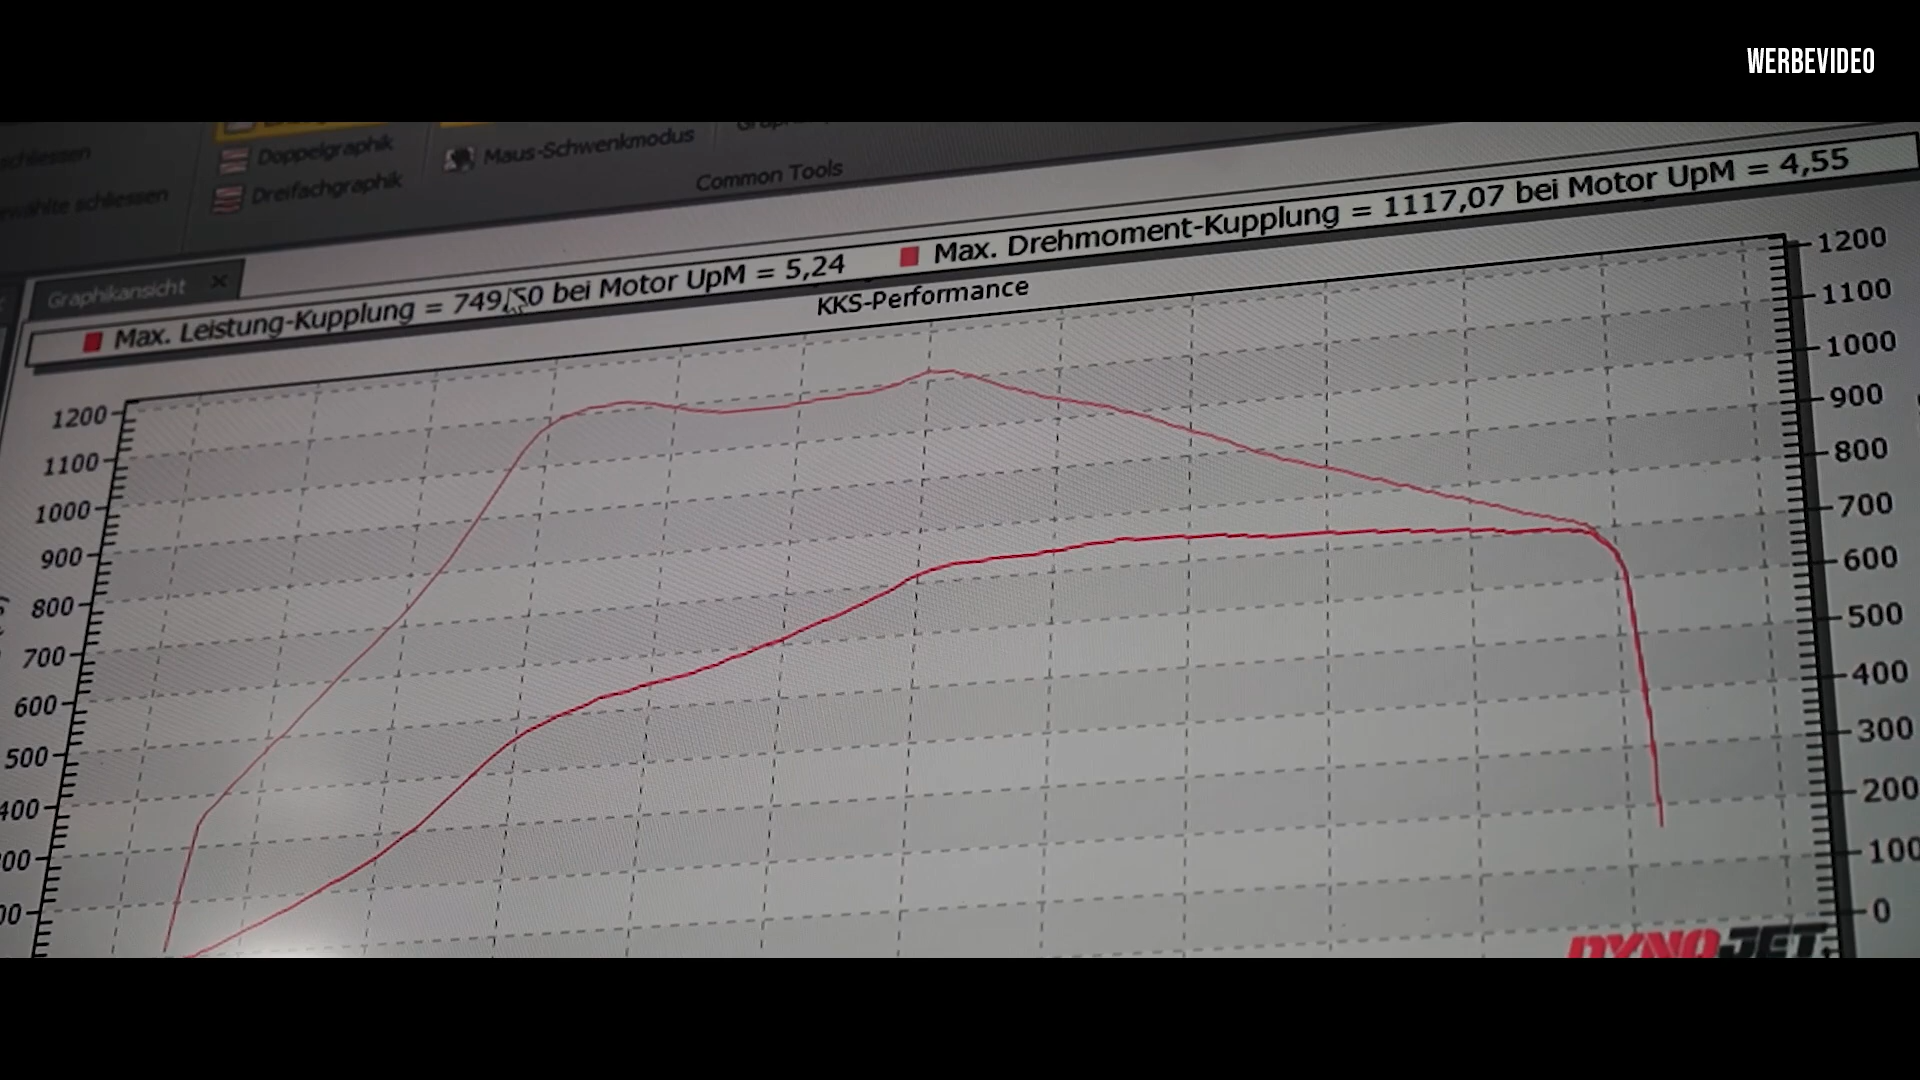 WERBEVIDEO
schliessen
Doppelgraphik
Maus-Schwenkmodus
schliessen
Dreifachgraphik
Common Tools
Graphikansicht
Max. Leistung-Kupplung = 749,50 bei Motor UpM = 5,24
Max. Drehmoment-Kupplung = 1117,07 bei Motor UpM = 4,55
KKS-Performance
1200
1100
1000
900
800
700
600
500
400
1200
1100
1000
900
800
700
600
500
400
300
200
100
0
DYNOJET